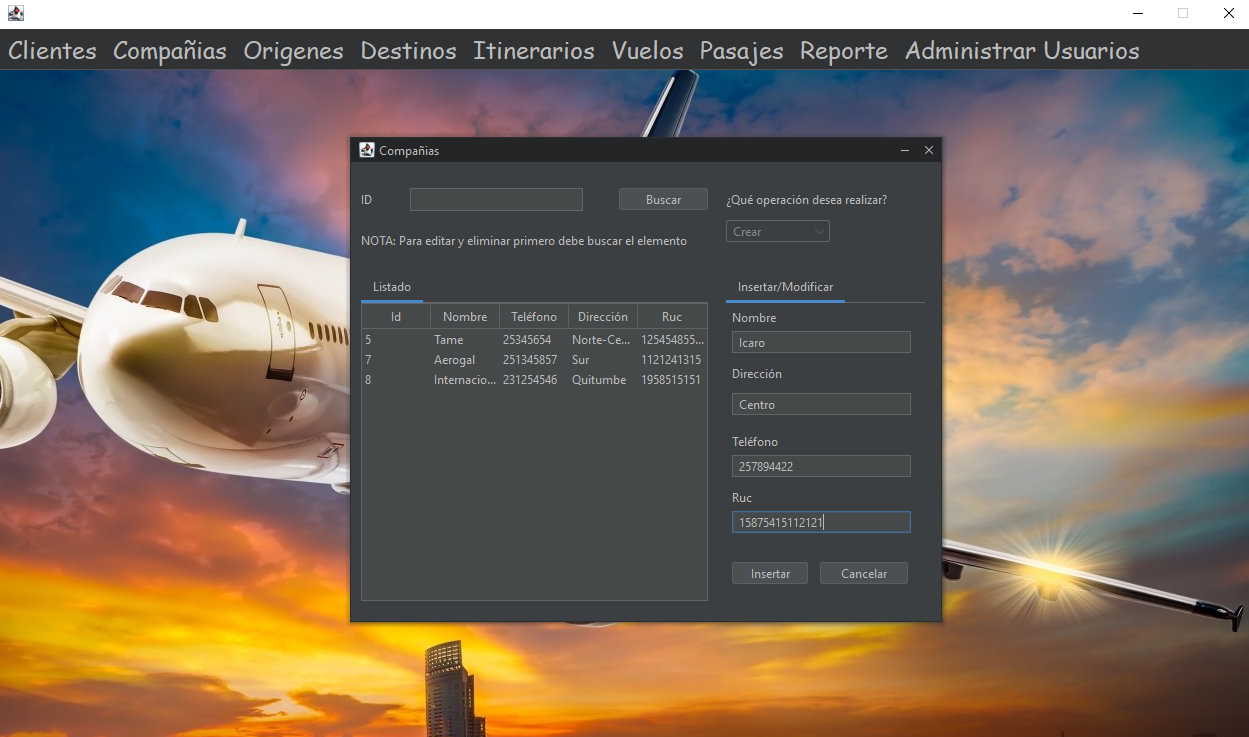 Clientes Compañias Origenes Destinos Itinerarios Vuelos Pasajes Reporte Administrar Usuarios
Compañias
ID Buscar
NOTA: Para editar y eliminar primero debe buscar el elemento
¿Qué operación desea realizar?
Crear
Listado
Id Nombre Teléfono Dirección Ruc
5 Tame 25345654 Norte-Ce... 125454855...
7 Aerogal 251345857 Sur 1121241315
8 Internacio... 231254546 Quitumbe 1958515151
Insertar/Modificar
Nombre
Icaro
Dirección
Centro
Teléfono
257894422
Ruc
15875415112121
Insertar Cancelar